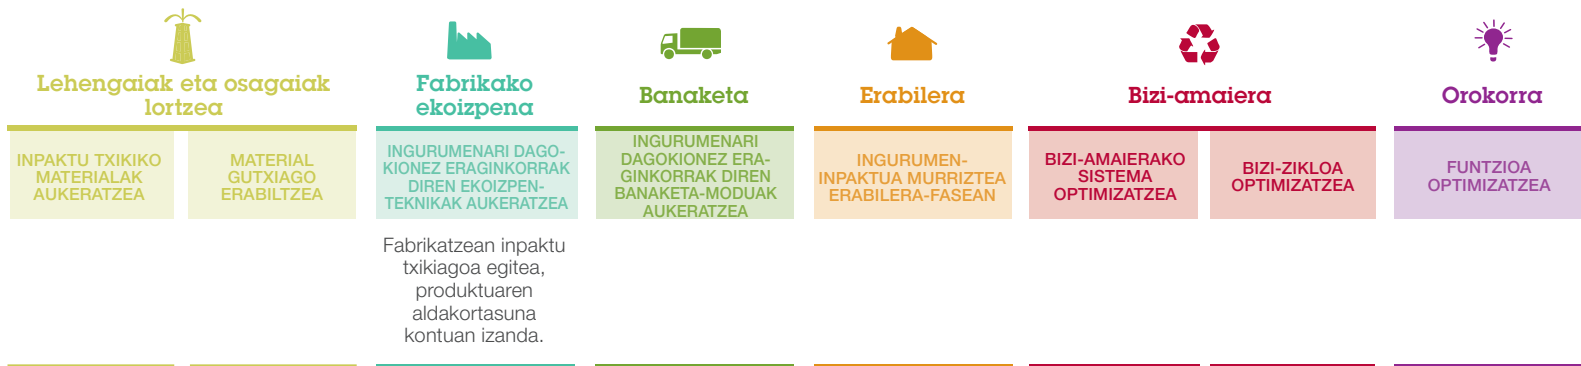 Lehengaiak eta osagaiak
lortzea
Fabrikako
ekoizpena
Banaketa
Erabilera
Bizi-amaiera
Orokorra
INPAKTU TXIKIKO
MATERIALAK
AUKERATZEA
MATERIAL
GUTXIAGO
ERABILTZEA
INGURUMENARI DAGO-
KIONEZ ERAGINKORRAK
DIREN EKOIZPEN-
TEKNIKAK AUKERATZEA
INGURUMENARI
DAGOKIONEZ ERA-
GINKORRAK DIREN
BANAKETA-MODUAK
AUKERATZEA
INGURUMEN-
INPAKTUA MURRIZTEA
ERABILERA-FASEAN
BIZI-AMAIERAKO
SISTEMA
OPTIMIZATZEA
BIZI-ZIKLOA
OPTIMIZATZEA
FUNTZIOA
OPTIMIZATZEA
Fabrikatzean inpaktu
txikiagoa egitea,
produktuaren
aldakortasuna
kontuan izanda.